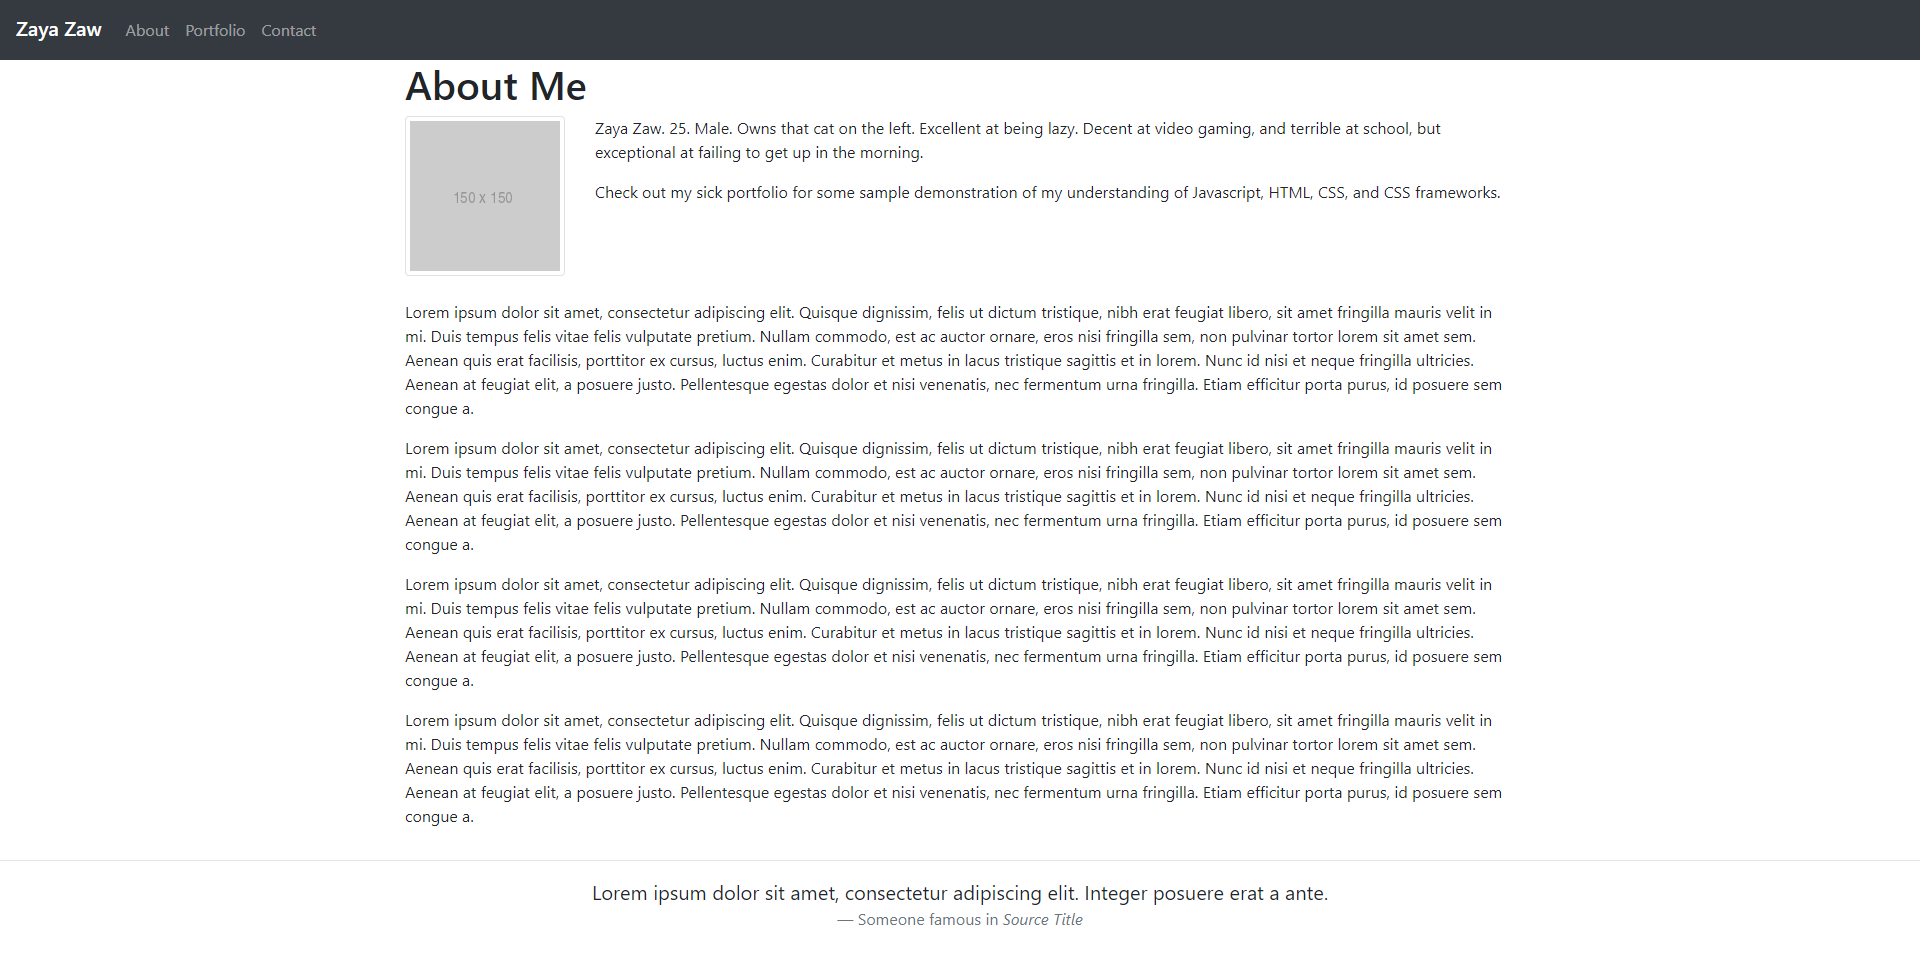 Zaya Zaw About Portfolio Contact
About Me
150 x 150
Zaya Zaw. 25. Male. Owns that cat on the left. Excellent at being lazy. Decent at video gaming, and terrible at school, but
exceptional at failing to get up in the morning.
Check out my sick portfolio for some sample demonstration of my understanding of Javascript, HTML, CSS, and CSS frameworks.
Lorem ipsum dolor sit amet, consectetur adipiscing elit. Quisque dignissim, felis ut dictum tristique, nibh erat feugiat libero, sit amet fringilla mauris velit in
mi. Duis tempus felis vitae felis vulputate pretium. Nullam commodo, est ac auctor ornare, eros nisi fringilla sem, non pulvinar tortor lorem sit amet sem.
Aenean quis erat facilisis, porttitor ex cursus, luctus enim. Curabitur et metus in lacus tristique sagittis et in lorem. Nunc id nisi et neque fringilla ultricies.
Aenean at feugiat elit, a posuere justo. Pellentesque egestas dolor et nisi venenatis, nec fermentum urna fringilla. Etiam efficitur porta purus, id posuere sem
congue a.
Lorem ipsum dolor sit amet, consectetur adipiscing elit. Quisque dignissim, felis ut dictum tristique, nibh erat feugiat libero, sit amet fringilla mauris velit in
mi. Duis tempus felis vitae felis vulputate pretium. Nullam commodo, est ac auctor ornare, eros nisi fringilla sem, non pulvinar tortor lorem sit amet sem.
Aenean quis erat facilisis, porttitor ex cursus, luctus enim. Curabitur et metus in lacus tristique sagittis et in lorem. Nunc id nisi et neque fringilla ultricies.
Aenean at feugiat elit, a posuere justo. Pellentesque egestas dolor et nisi venenatis, nec fermentum urna fringilla. Etiam efficitur porta purus, id posuere sem
congue a.
Lorem ipsum dolor sit amet, consectetur adipiscing elit. Quisque dignissim, felis ut dictum tristique, nibh erat feugiat libero, sit amet fringilla mauris velit in
mi. Duis tempus felis vitae felis vulputate pretium. Nullam commodo, est ac auctor ornare, eros nisi fringilla sem, non pulvinar tortor lorem sit amet sem.
Aenean quis erat facilisis, porttitor ex cursus, luctus enim. Curabitur et metus in lacus tristique sagittis et in lorem. Nunc id nisi et neque fringilla ultricies.
Aenean at feugiat elit, a posuere justo. Pellentesque egestas dolor et nisi venenatis, nec fermentum urna fringilla. Etiam efficitur porta purus, id posuere sem
congue a.
Lorem ipsum dolor sit amet, consectetur adipiscing elit. Quisque dignissim, felis ut dictum tristique, nibh erat feugiat libero, sit amet fringilla mauris velit in
mi. Duis tempus felis vitae felis vulputate pretium. Nullam commodo, est ac auctor ornare, eros nisi fringilla sem, non pulvinar tortor lorem sit amet sem.
Aenean quis erat facilisis, porttitor ex cursus, luctus enim. Curabitur et metus in lacus tristique sagittis et in lorem. Nunc id nisi et neque fringilla ultricies.
Aenean at feugiat elit, a posuere justo. Pellentesque egestas dolor et nisi venenatis, nec fermentum urna fringilla. Etiam efficitur porta purus, id posuere sem
congue a.
Lorem ipsum dolor sit amet, consectetur adipiscing elit. Integer posuere erat a ante.
— Someone famous in Source Title